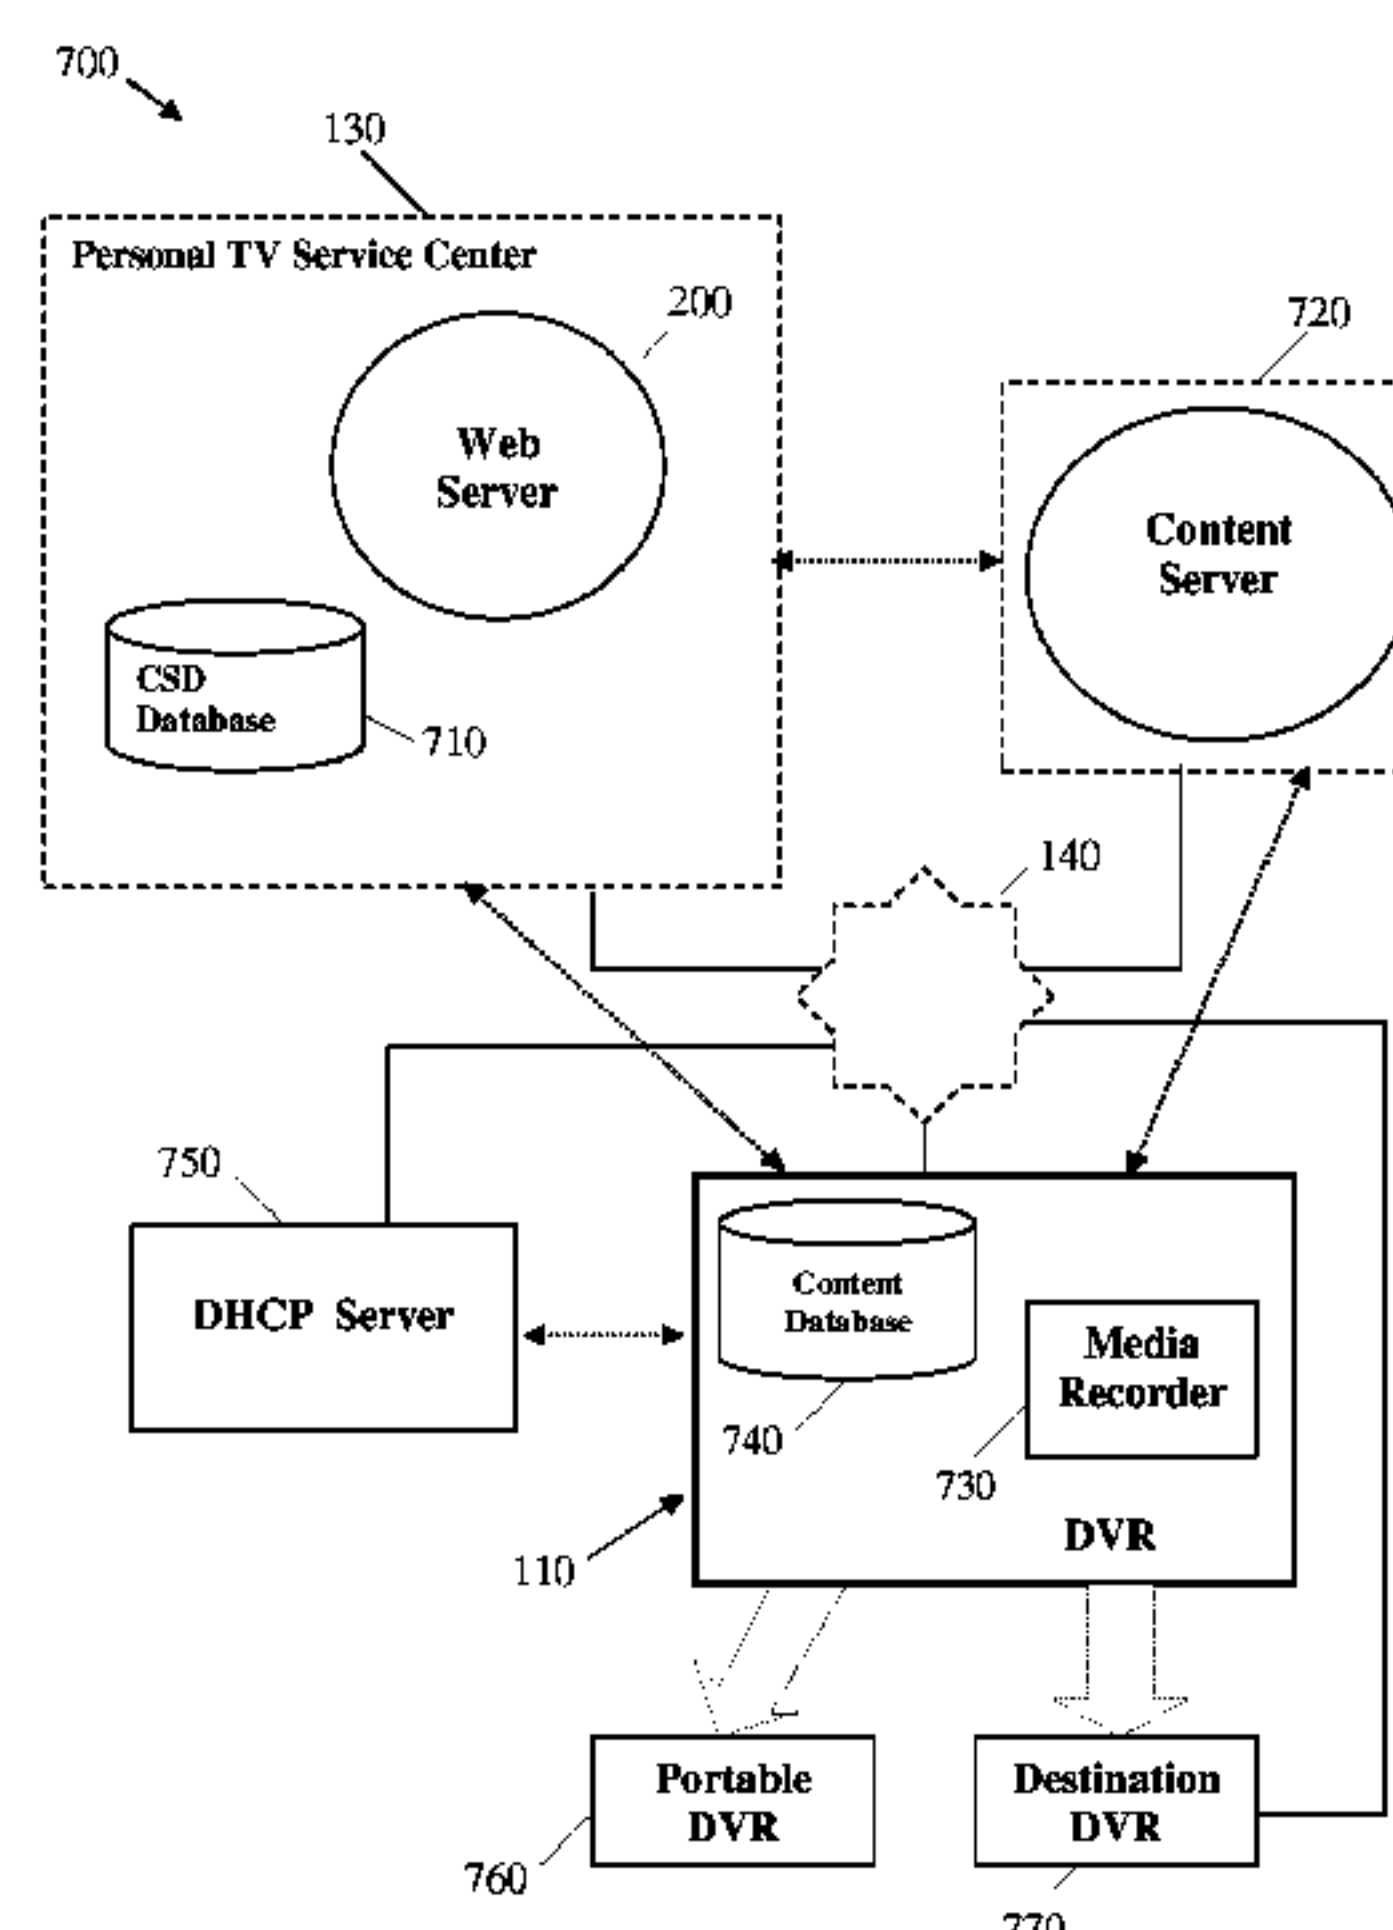 700
130
Personal TV Service Center
200
720
Web
Server
Content
Server
CSD
Database
710
140
750
DHCP Server
Content
Database
Media
Recorder
740
730
DVR
110
Portable
DVR
Destination
DVR
760
770